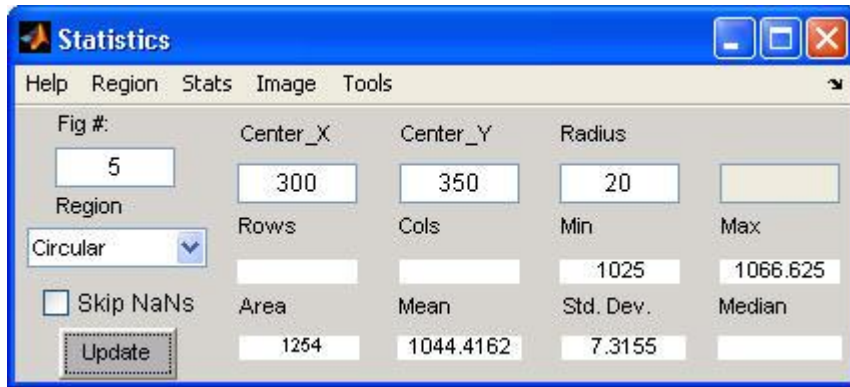 Statistics
Help Region Stats Image Tools
Fig #: Center_X Center_Y Radius
5 300 350 20
Region Rows Cols Min Max
Circular 1025 1066.625
Skip NaNs Area Mean Std. Dev. Median
Update 1254 1044.4162 7.3155